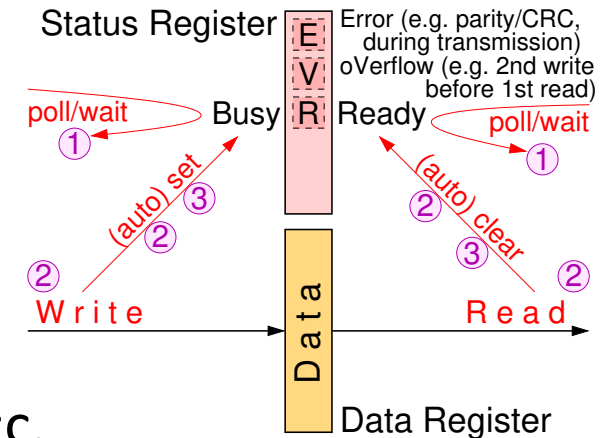 Status Register
E
Error (e.g. parity/CRC,
during transmission)
V
oVerflow (e.g. 2nd write
before 1st read)
poll/wait
Busy
R
Ready
poll/wait
1
1
(auto) set
3
2
(auto) clear
2
3
2
2
Write
Read
Data
Data Register